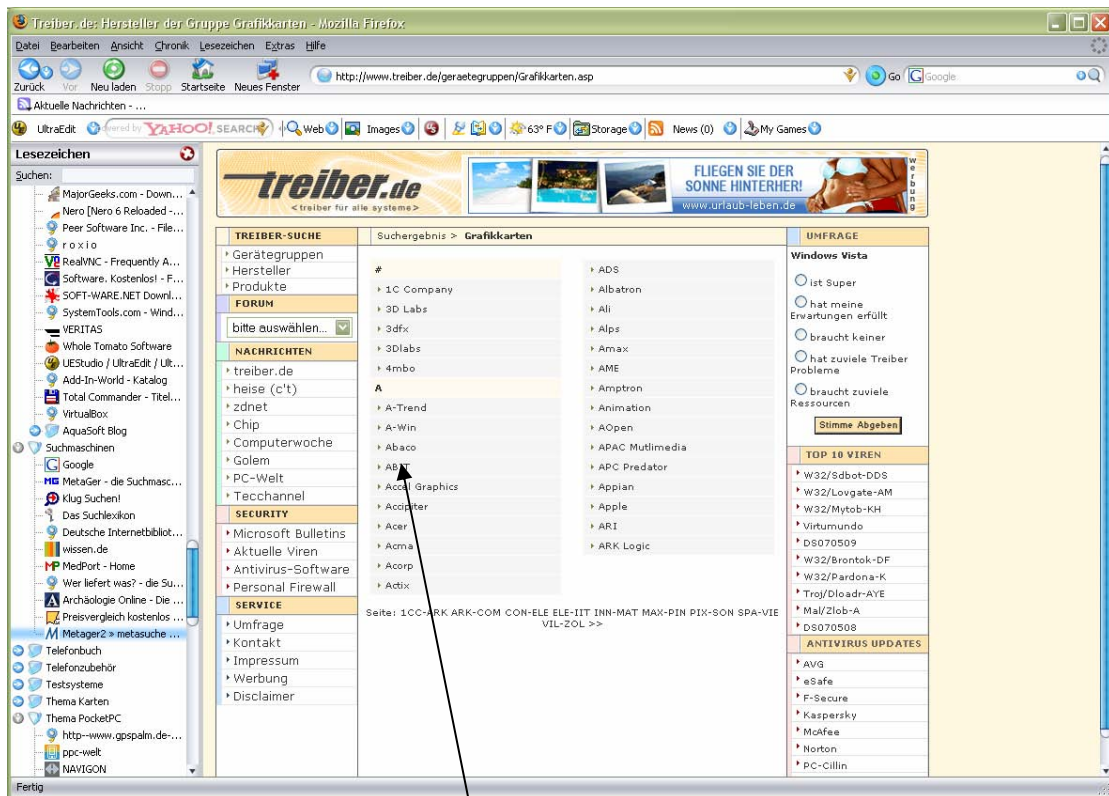 Treiber.de: Hersteller der Gruppe Grafikkarten - Mozilla Firefox
Datei Bearbeiten Ansicht Chronik Lesezeichen Extras Hilfe
Zurück Vor Neu laden Stopp Startseite Neues Fenster
http://www.treiber.de/geraetegruppen/Grafikkarten.asp
Go Google
Aktuelle Nachrichten - ...
UltraEdit YAHOO! SEARCH Web Images 63° F Storage News (0) My Games
Lesezeichen
Suchen:
MajorGeeks.com - Down...
Nero [Nero 6 Reloaded -...
Peer Software Inc. - File...
r o x i o
RealVNC - Frequently A...
Software. Kostenlos! - F...
SOFT-WARE.NET Downl...
SystemTools.com - Wind...
VERITAS
Whole Tomato Software
UEStudio / UltraEdit / Ult...
Add-In-World - Katalog
Total Commander - Titel...
VirtualBox
AquaSoft Blog
Suchmaschinen
Google
MetaGer - die Suchmasc...
Klug Suchen!
Das Suchlexikon
Deutsche Internetbibliot...
wissen.de
MedPort - Home
Wer liefert was? - die Su...
Archäologie Online - Die ...
Preisvergleich kostenlos ...
Metager2 » metasuche ...
Telefonbuch
Telefonzubehör
Testsysteme
Thema Karten
Thema PocketPC
http--www.gpspalm.de-...
ppc-welt
NAVIGON
treiber.de
<treiber für alle systeme>
FLIEGEN SIE DER
SONNE HINTERHER!
www.urlaub-leben.de
werbung
TREIBER-SUCHE
Gerätegruppen
Hersteller
Produkte
FORUM
bitte auswählen...
NACHRICHTEN
treiber.de
heise (c't)
zdnet
Chip
Computerwoche
Golem
PC-Welt
Tecchannel
SECURITY
Microsoft Bulletins
Aktuelle Viren
Antivirus-Software
Personal Firewall
SERVICE
Umfrage
Kontakt
Impressum
Werbung
Disclaimer
Suchergebnis > Grafikkarten
#
1C Company
3D Labs
3dfx
3Dlabs
4mbo
A
A-Trend
A-Win
Abaco
ABIT
Accel Graphics
Accipiter
Acer
Acma
Acorp
Actix
ADS
Albatron
Ali
Alps
Amax
AME
Amptron
Animation
AOpen
APAC Mutlimedia
APC Predator
Appian
Apple
ARI
ARK Logic
Seite: 1CC-ARK ARK-COM CON-ELE ELE-IIT INN-MAT MAX-PIN PIX-SON SPA-VIE
VIL-ZOL >>
UMFRAGE
Windows Vista
ist Super
hat meine
Erwartungen erfüllt
braucht keiner
hat zuviele Treiber
Probleme
braucht zuviele
Ressourcen
Stimme Abgeben
TOP 10 VIREN
W32/Sdbot-DDS
W32/Lovgate-AM
W32/Mytob-KH
Virtumundo
DS070509
W32/Brontok-DF
W32/Pardona-K
Troj/Dloadr-AYE
Mal/Zlob-A
DS070508
ANTIVIRUS UPDATES
AVG
eSafe
F-Secure
Kaspersky
McAfee
Norton
PC-Cillin
Fertig